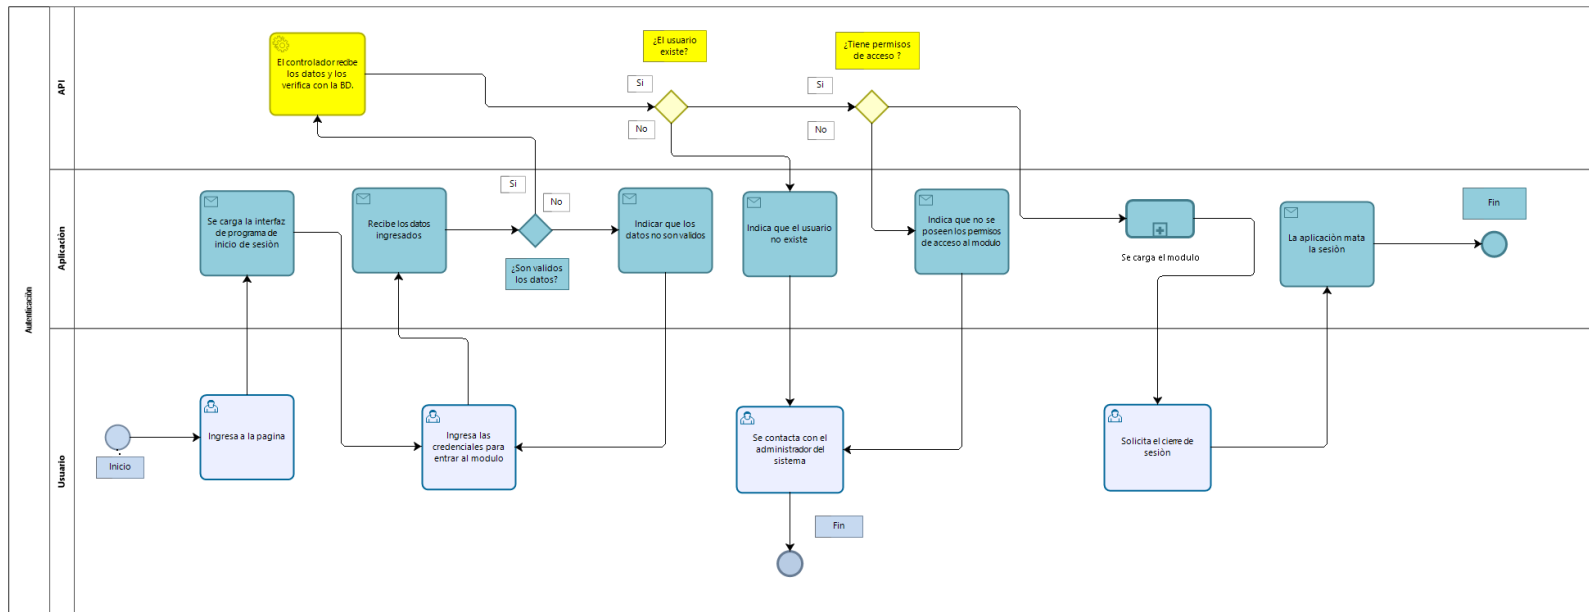 Autenticación
API
El controlador recibe
los datos y los
verifica con la BD.
¿El usuario
existe?
Si
No
¿Tiene permisos
de acceso ?
Si
No
Aplicación
Se carga la interfaz
de programa de
inicio de sesión
Recibe los datos
ingresados
Si
No
¿Son validos
los datos?
Indicar que los
datos no son validos
Indica que el usuario
no existe
Indica que no se
poseen los permisos
de acceso al modulo
Se carga el modulo
La aplicación mata
la sesión
Fin
Usuario
Inicio
Ingresa a la pagina
Ingresa las
credenciales para
entrar al modulo
Se contacta con el
administrador del
sistema
Fin
Solicita el cierre de
sesión